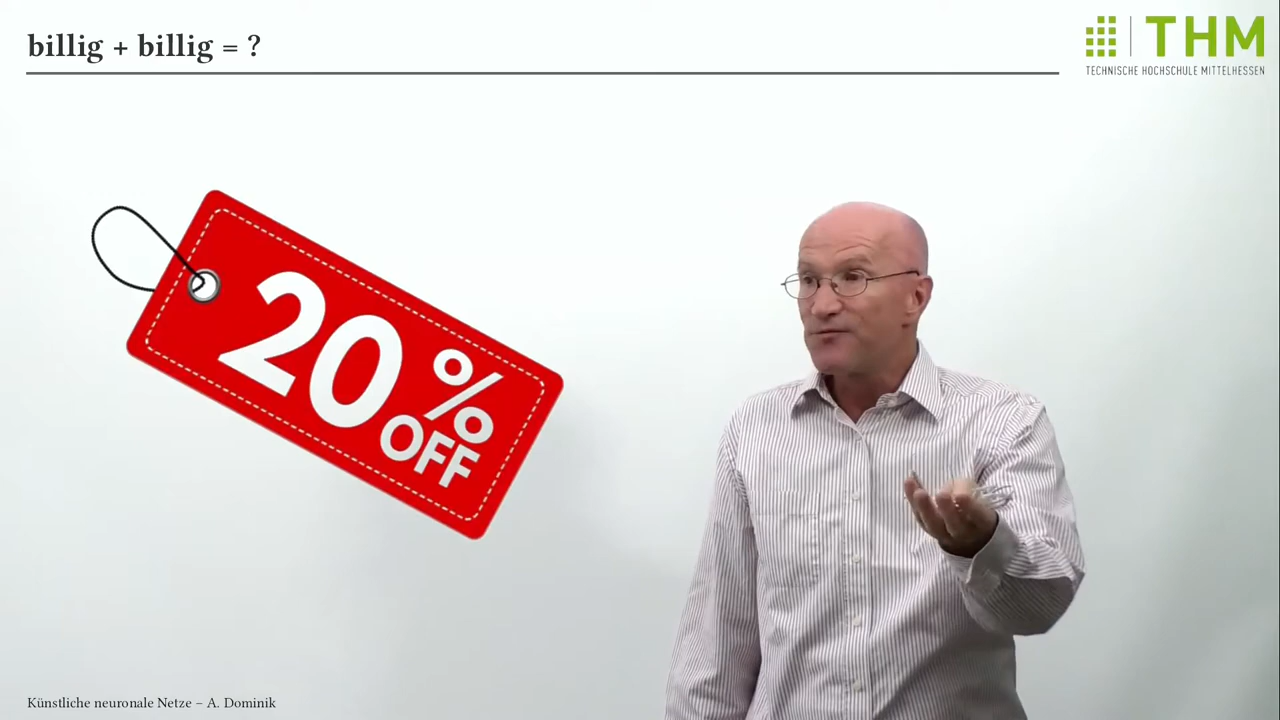 billig + billig = ?
THM
TECHNISCHE HOCHSCHULE MITTELHESSEN
20%
OFF
Künstliche neuronale Netze – A. Dominik